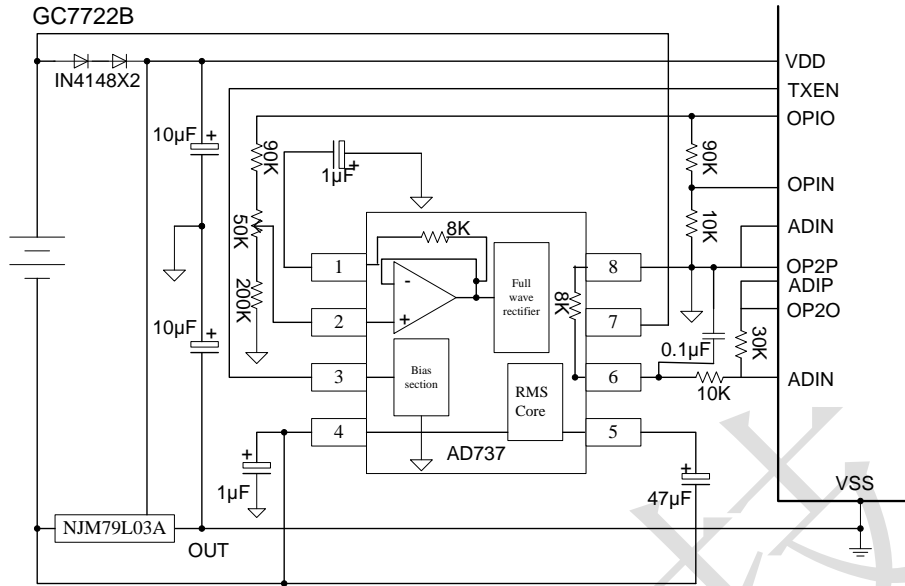 GC7722B
IN4148X2
VDD
TXEN
OPIO
10µF
+
90K
1µF
+
90K
OPIN
50K
8K
10K
ADIN
1
-
Full
wave
rectifier
8
OP2P
ADIP
200K
8K
OP2O
2
+
7
10µF
+
0.1µF
30K
3
Bias
section
6
10K
ADIN
RMS
Core
4
5
AD737
+
1µF
+
47µF
VSS
NJM79L03A
OUT